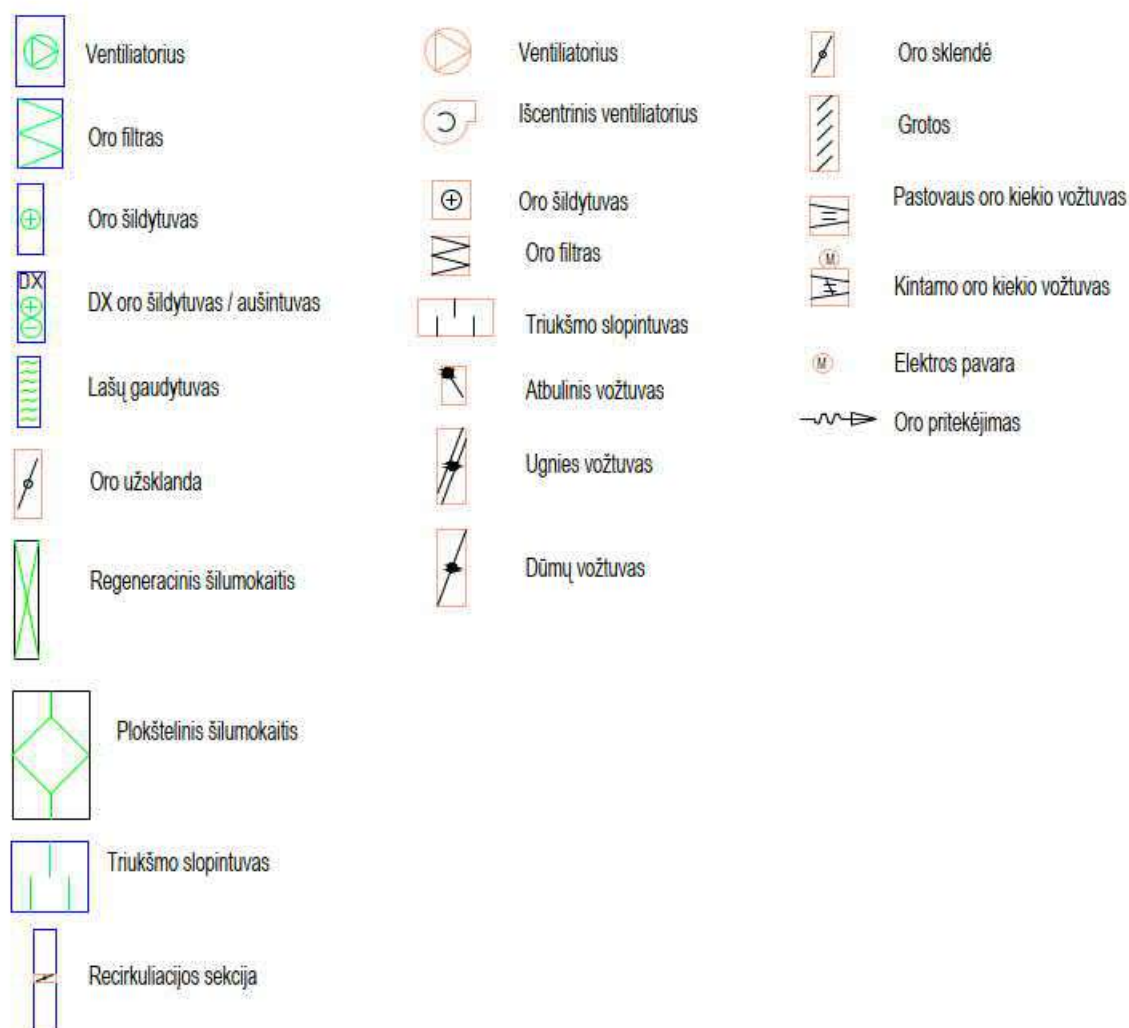 Ventiliatorius
Oro filtras
Oro šildytuvas
DX
DX oro šildytuvas / aušintuvas
Lašų gaudytuvas
Oro užsklanda
Regeneracinis šilumokaitis
Plokštelinis šilumokaitis
Triukšmo slopintuvas
Recirkuliacijos sekcija
Ventiliatorius
Išcentrinis ventiliatorius
Oro šildytuvas
Oro filtras
Triukšmo slopintuvas
Atbulinis vožtuvas
Ugnies vožtuvas
Dūmų vožtuvas
Oro sklendė
Grotos
Pastovaus oro kiekio vožtuvas
M
Kintamo oro kiekio vožtuvas
M
Elektros pavara
Oro pritekėjimas